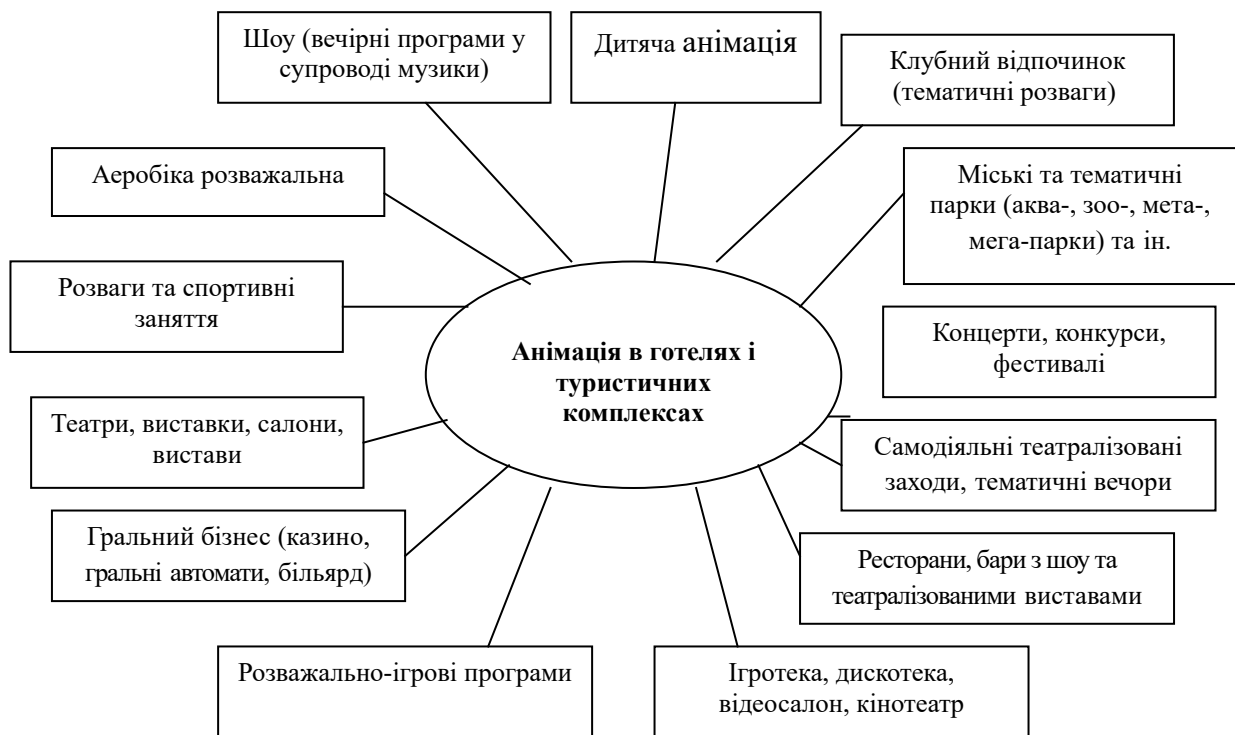 Шоу (вечірні програми у
супроводі музики)
Дитяча анімація
Клубний відпочинок
(тематичні розваги)
Аеробіка розважальна
Міські та тематичні
парки (аква-, зоо-, мета-,
мега-парки) та ін.
Розваги та спортивні
заняття
Концерти, конкурси,
фестивалі
Анімація в готелях і
туристичних
комплексах
Театри, виставки, салони,
вистави
Самодіяльні театралізовані
заходи, тематичні вечори
Гральний бізнес (казино,
гральні автомати, більярд)
Ресторани, бари з шоу та
театралізованими виставами
Розважально-ігрові програми
Ігротека, дискотека,
відеосалон, кінотеатр